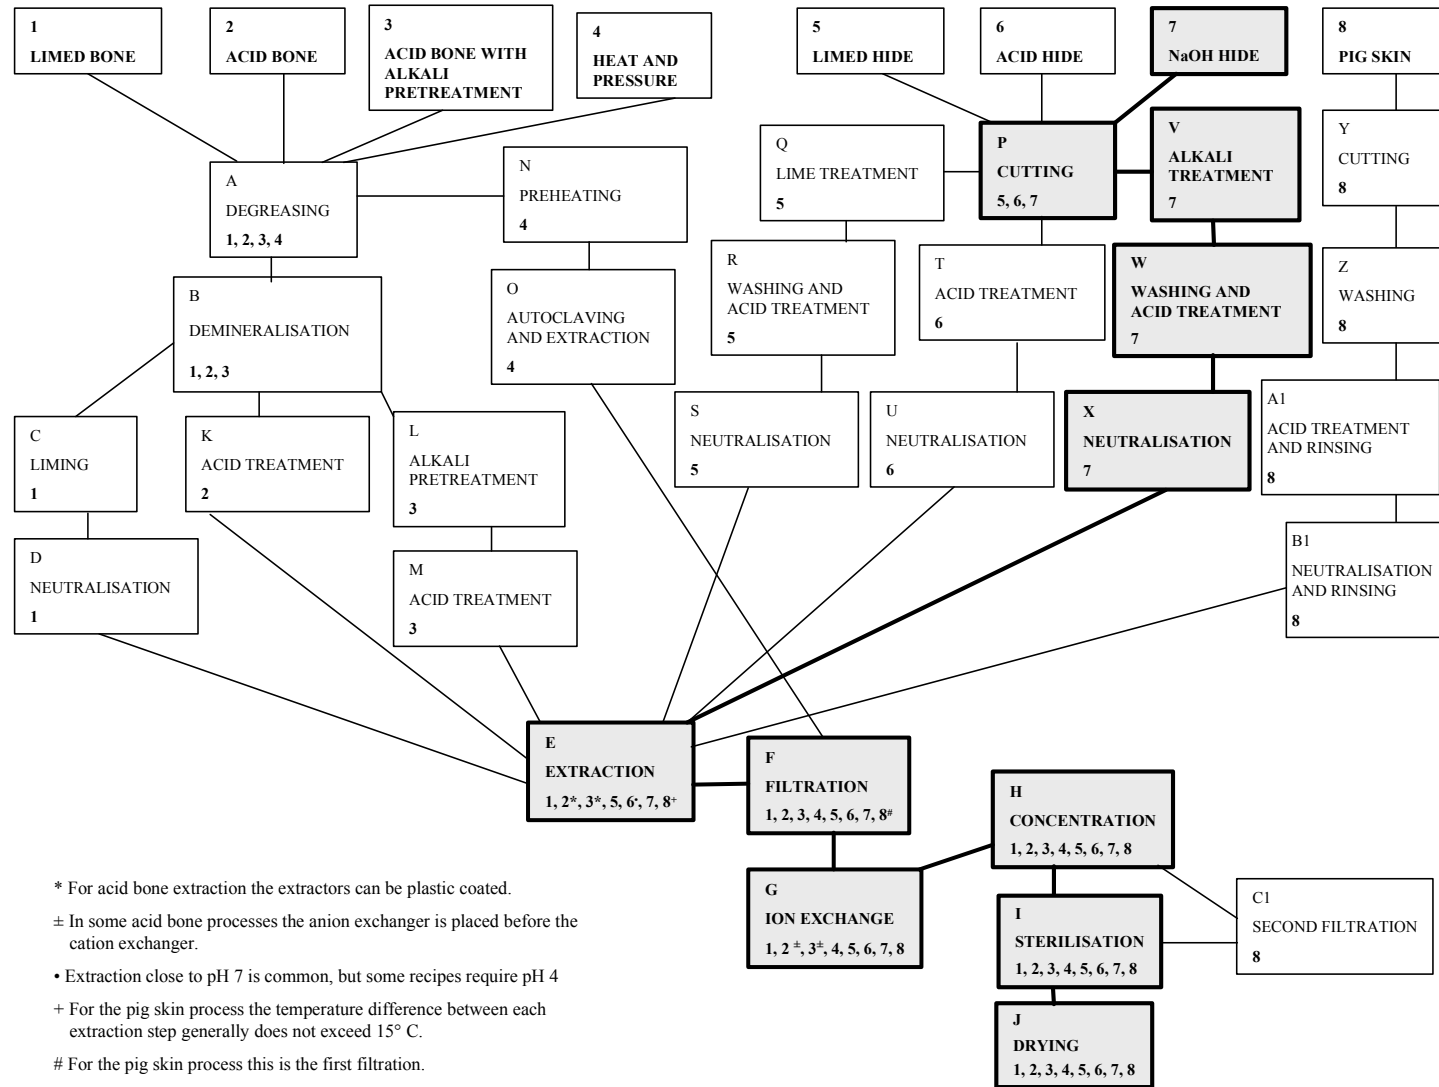 1
LIMED BONE
2
ACID BONE
3
ACID BONE WITH
ALKALI
PRETREATMENT
4
HEAT AND
PRESSURE
5
LIMED HIDE
6
ACID HIDE
7
NaOH HIDE
8
PIG SKIN
A
DEGREASING
1, 2, 3, 4
N
PREHEATING
4
Q
LIME TREATMENT
5
P
CUTTING
5, 6, 7
V
ALKALI
TREATMENT
7
Y
CUTTING
8
B
DEMINERALISATION
1, 2, 3
O
AUTOCLAVING
AND EXTRACTION
4
R
WASHING AND
ACID TREATMENT
5
T
ACID TREATMENT
6
W
WASHING AND
ACID TREATMENT
7
Z
WASHING
8
C
LIMING
1
K
ACID TREATMENT
2
L
ALKALI
PRETREATMENT
3
S
NEUTRALISATION
5
U
NEUTRALISATION
6
X
NEUTRALISATION
7
A1
ACID TREATMENT
AND RINSING
8
D
NEUTRALISATION
1
M
ACID TREATMENT
3
B1
NEUTRALISATION
AND RINSING
8
E
EXTRACTION
1, 2*, 3*, 5, 6•, 7, 8+
F
FILTRATION
1, 2, 3, 4, 5, 6, 7, 8#
G
ION EXCHANGE
1, 2 ±, 3±, 4, 5, 6, 7, 8
H
CONCENTRATION
1, 2, 3, 4, 5, 6, 7, 8
I
STERILISATION
1, 2, 3, 4, 5, 6, 7, 8
C1
SECOND FILTRATION
8
J
DRYING
1, 2, 3, 4, 5, 6, 7, 8
* For acid bone extraction the extractors can be plastic coated.
± In some acid bone processes the anion exchanger is placed before the
cation exchanger.
• Extraction close to pH 7 is common, but some recipes require pH 4
+ For the pig skin process the temperature difference between each
extraction step generally does not exceed 15° C.
# For the pig skin process this is the first filtration.